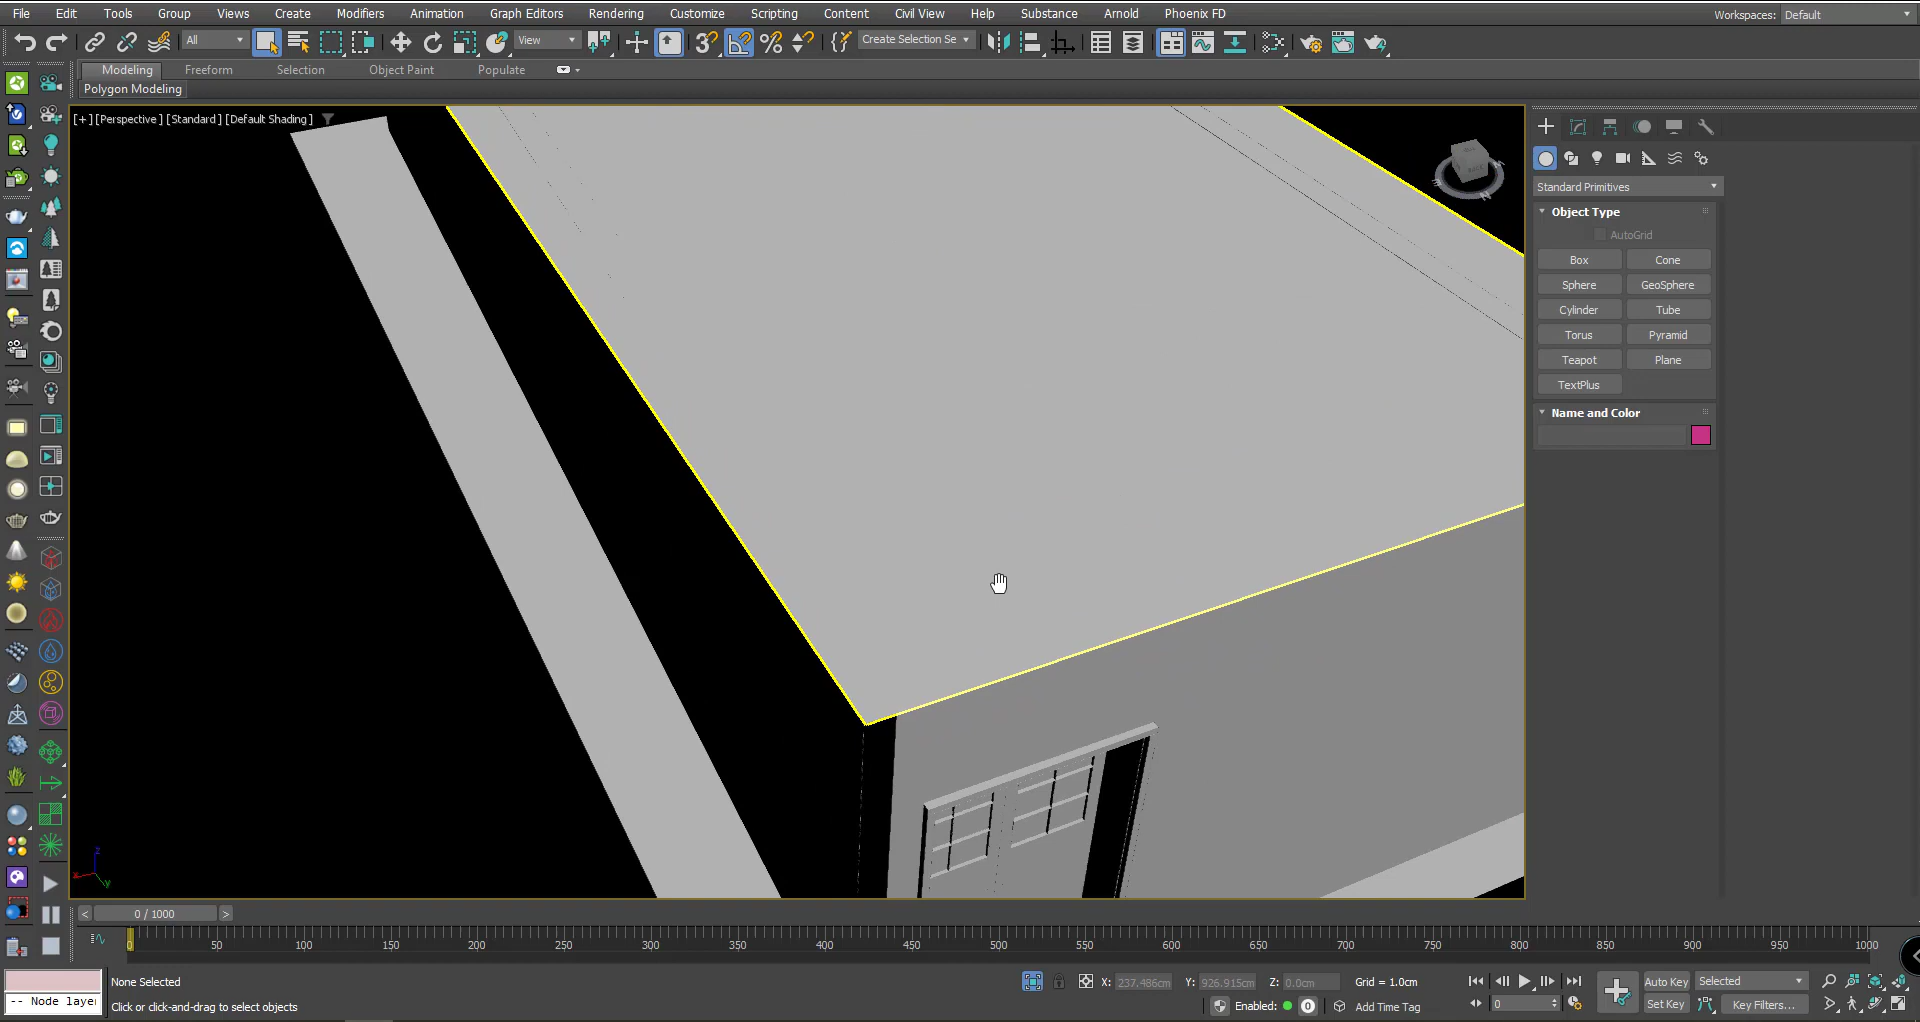 File Edit Tools Group Views Create Modifiers Animation Graph Editors Rendering Customize Scripting Content Civil View Help Substance Arnold Phoenix FD Workspaces: Default
All View Create Selection Se
Modeling Freeform Selection Object Paint Populate
Polygon Modeling
[+] [Perspective] [Standard] [Default Shading]
Standard Primitives
Object Type
AutoGrid
Box Cone
Sphere GeoSphere
Cylinder Tube
Torus Pyramid
Teapot Plane
TextPlus
Name and Color
z
x y
< 0 / 1000 >
0 50 100 150 200 250 300 350 400 450 500 550 600 650 700 750 800 850 900 950 1000
None Selected X: 237.486cm Y: 926.915cm Z: 0.0cm Grid = 1.0cm Auto Key Selected
-- Node layer Click or click-and-drag to select objects Enabled: 0 Add Time Tag 0 Set Key Key Filters...